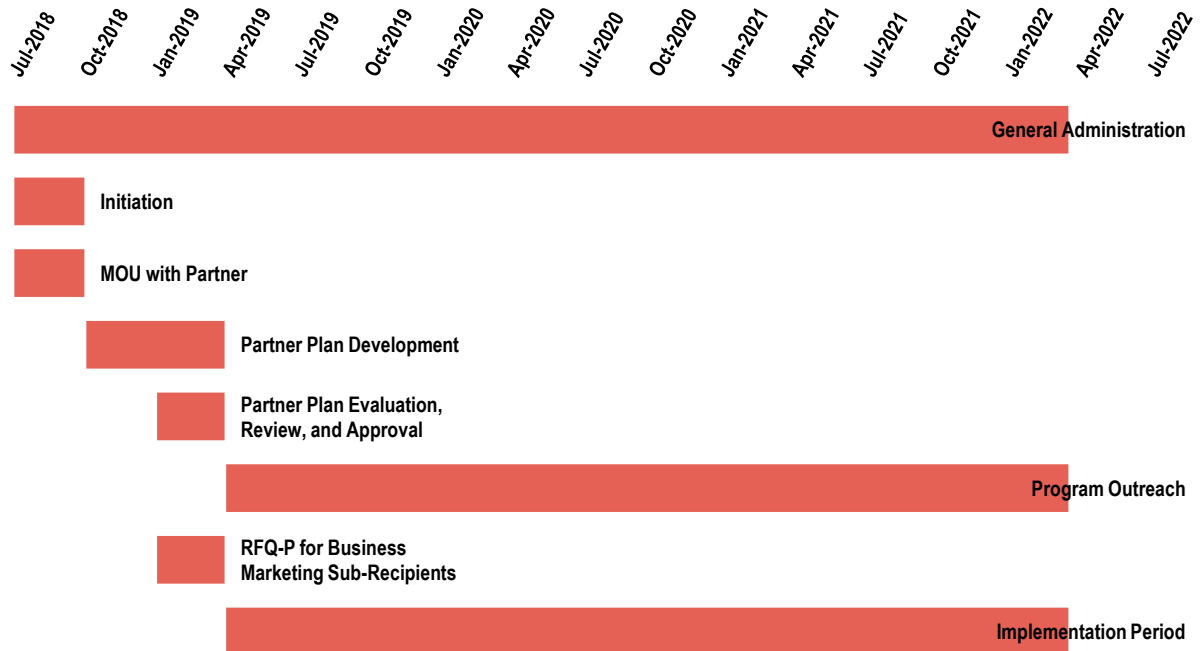 Jul-2018
Oct-2018
Jan-2019
Apr-2019
Jul-2019
Oct-2019
Jan-2020
Apr-2020
Jul-2020
Oct-2020
Jan-2021
Apr-2021
Jul-2021
Oct-2021
Jan-2022
Apr-2022
Jul-2022
General Administration
Initiation
MOU with Partner
Partner Plan Development
Partner Plan Evaluation,
Review, and Approval
Program Outreach
RFQ-P for Business
Marketing Sub-Recipients
Implementation Period